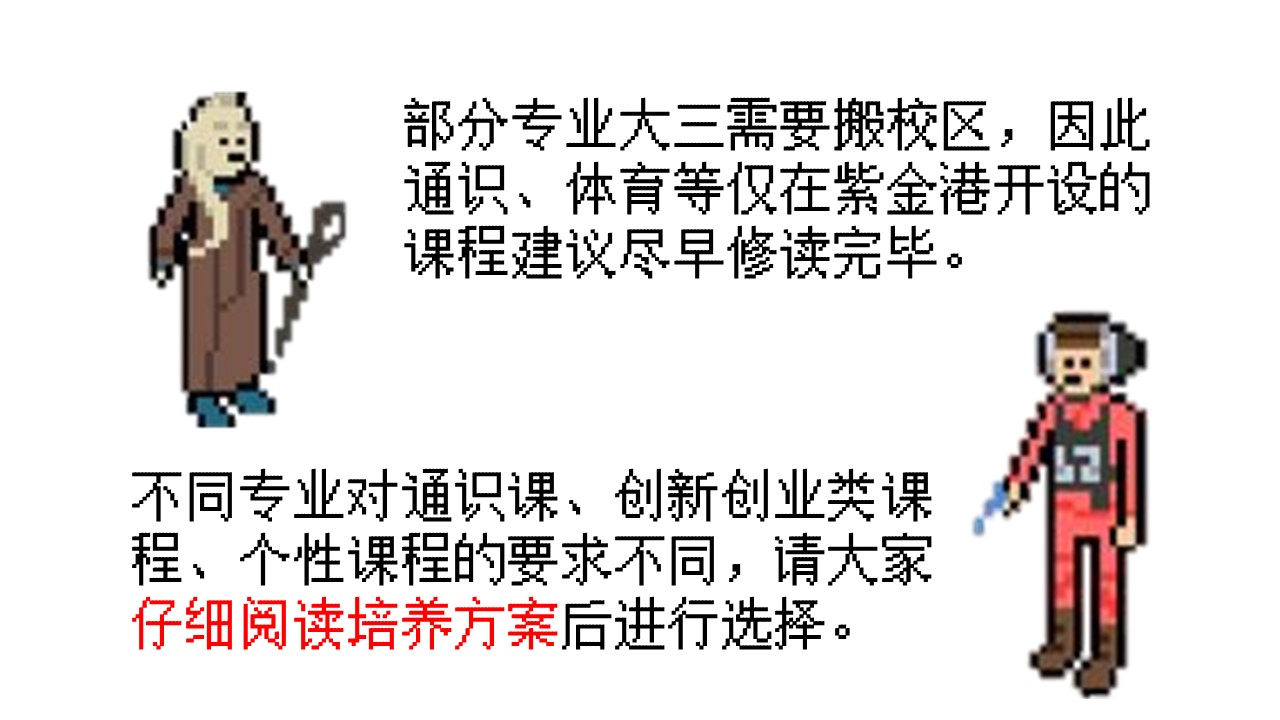 部分专业大三需要搬校区，因此
通识、体育等仅在紫金港开设的
课程建议尽早修读完毕。
不同专业对通识课、创新创业类课
程、个性课程的要求不同，请大家
仔细阅读培养方案后进行选择。